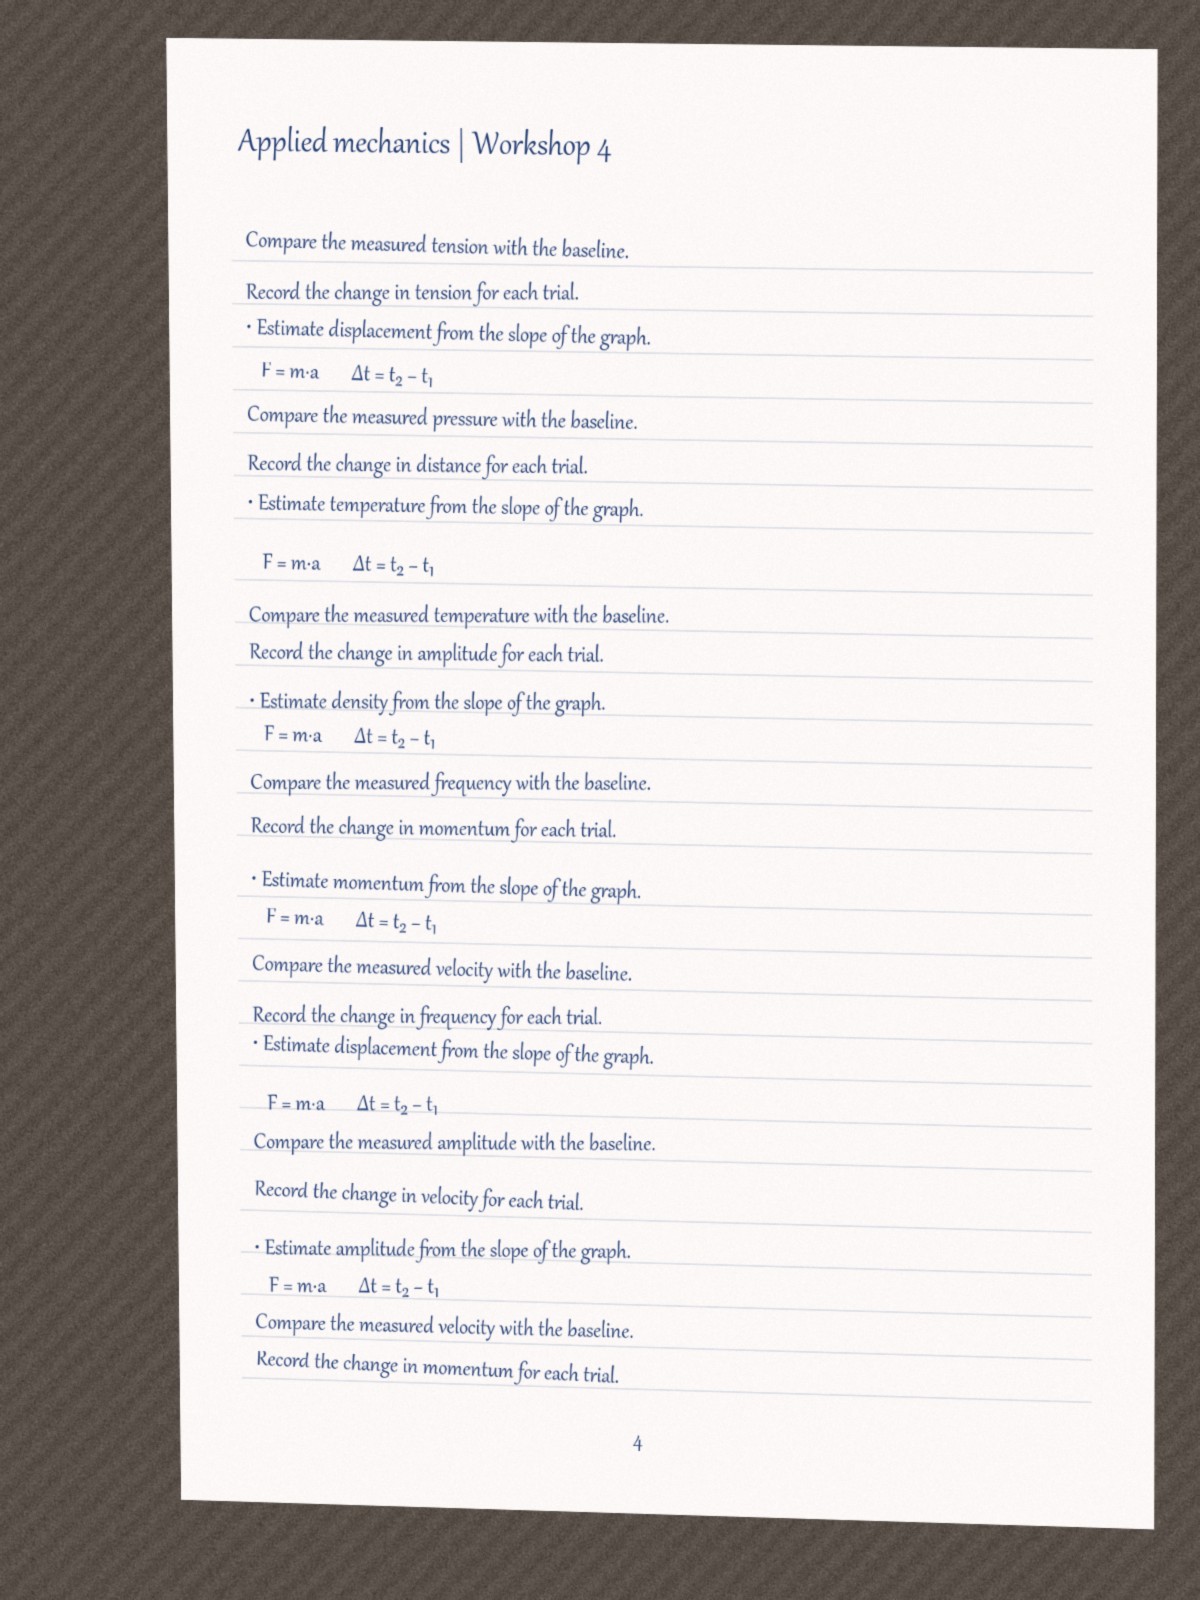 Applied mechanics | Workshop 4
Compare the measured tension with the baseline.
Record the change in tension for each trial.
• Estimate displacement from the slope of the graph.
F = m·a  Δt = t₂ − t₁
Compare the measured pressure with the baseline.
Record the change in distance for each trial.
• Estimate temperature from the slope of the graph.
F = m·a  Δt = t₂ − t₁
Compare the measured temperature with the baseline.
Record the change in amplitude for each trial.
• Estimate density from the slope of the graph.
F = m·a  Δt = t₂ − t₁
Compare the measured frequency with the baseline.
Record the change in momentum for each trial.
• Estimate momentum from the slope of the graph.
F = m·a  Δt = t₂ − t₁
Compare the measured velocity with the baseline.
Record the change in frequency for each trial.
• Estimate displacement from the slope of the graph.
F = m·a  Δt = t₂ − t₁
Compare the measured amplitude with the baseline.
Record the change in velocity for each trial.
• Estimate amplitude from the slope of the graph.
F = m·a  Δt = t₂ − t₁
Compare the measured velocity with the baseline.
Record the change in momentum for each trial.
4